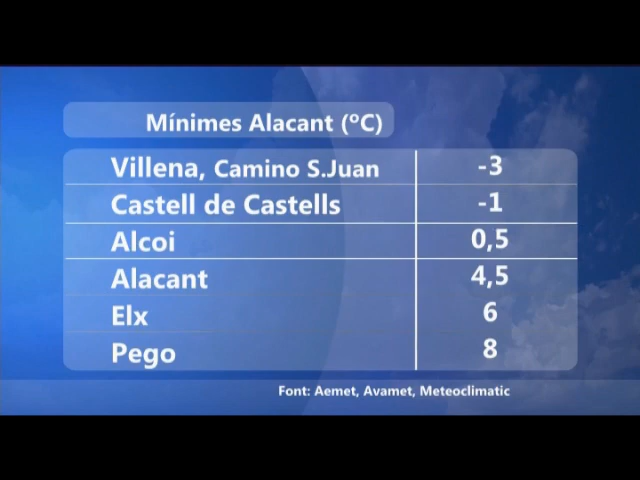 Mínimes Alacant (ºC)
Villena, Camino S.Juan -3
Castell de Castells -1
Alcoi 0,5
Alacant 4,5
Elx 6
Pego 8
Font: Aemet, Avamet, Meteoclimatic